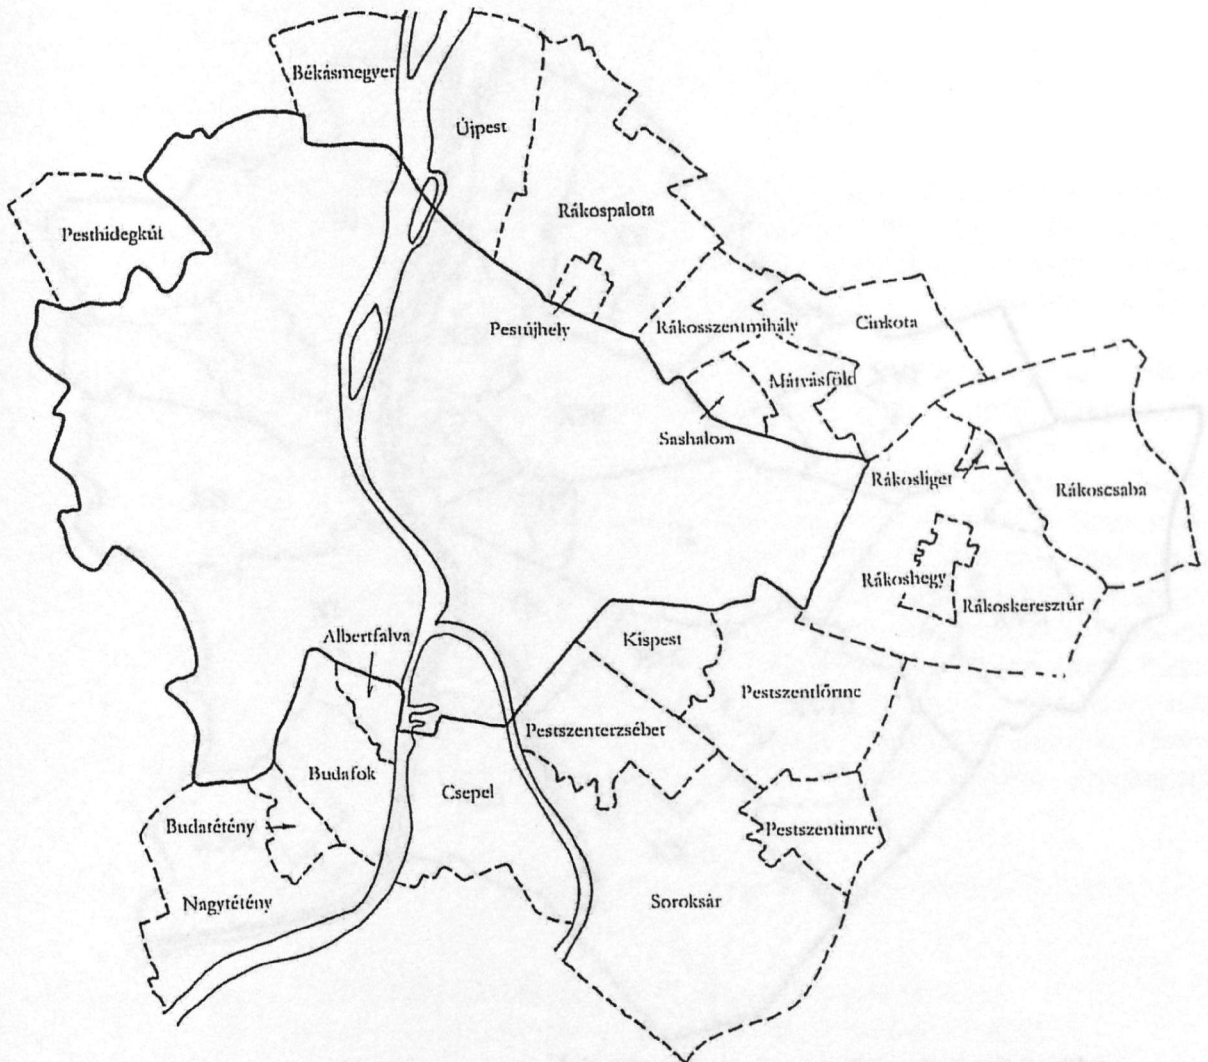 Békásmegyer
Újpest
Pesthidegkút
Rákospalota
Pestújhely
Rákosszentmihály
Cinkota
Mátyásföld
Sashalom
Rákosliget
Rákoscsaba
Rákoshegy
Rákoskeresztúr
Albertfalva
Kispest
Pestszentlőrinc
Pestszenterzsébet
Budafok
Csepel
Budatétény
Pestszentimre
Nagytétény
Soroksár